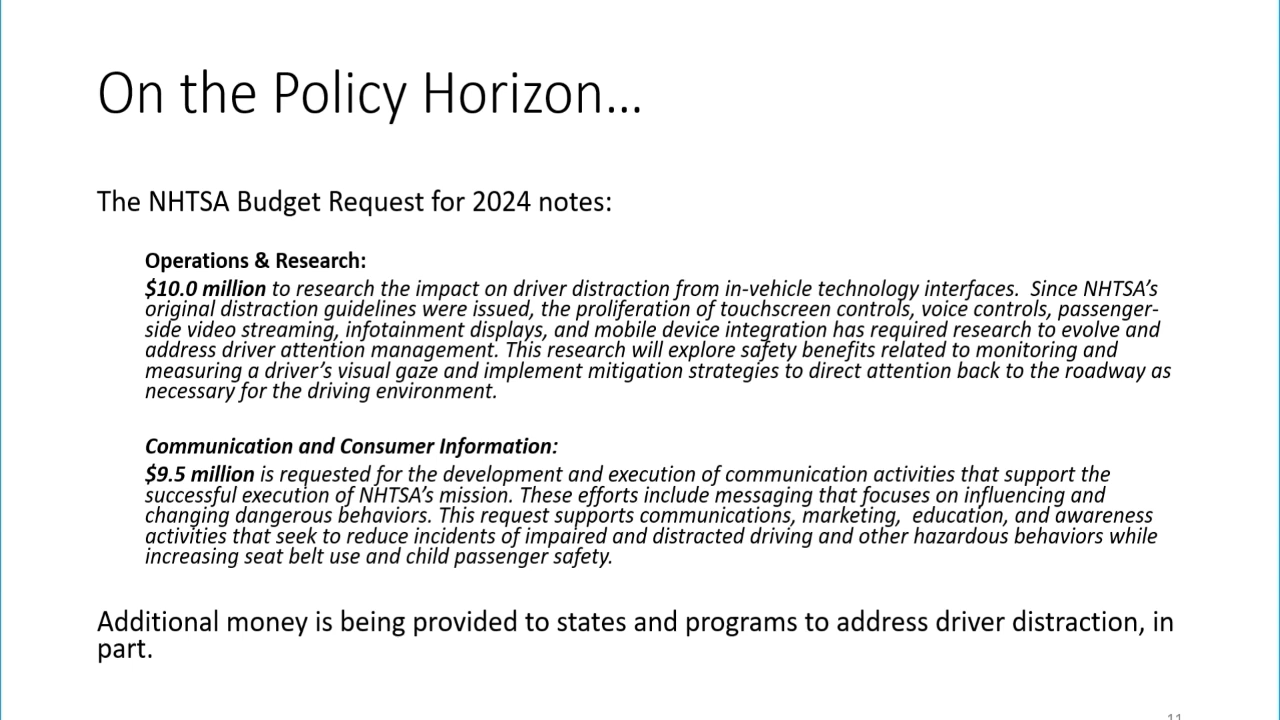 On the Policy Horizon...
The NHTSA Budget Request for 2024 notes:
Operations & Research:
$10.0 million to research the impact on driver distraction from in-vehicle technology interfaces.  Since NHTSA’s
original distraction guidelines were issued, the proliferation of touchscreen controls, voice controls, passenger-
side video streaming, infotainment displays, and mobile device integration has required research to evolve and
address driver attention management. This research will explore safety benefits related to monitoring and
measuring a driver’s visual gaze and implement mitigation strategies to direct attention back to the roadway as
necessary for the driving environment.
Communication and Consumer Information:
$9.5 million is requested for the development and execution of communication activities that support the
successful execution of NHTSA’s mission. These efforts include messaging that focuses on influencing and
changing dangerous behaviors. This request supports communications, marketing,  education, and awareness
activities that seek to reduce incidents of impaired and distracted driving and other hazardous behaviors while
increasing seat belt use and child passenger safety.
Additional money is being provided to states and programs to address driver distraction, in
part.
11